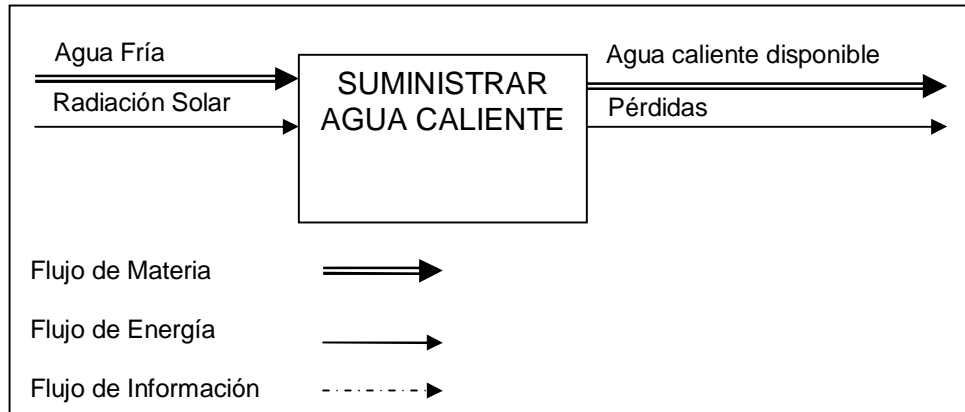 Agua Fría
Radiación Solar
SUMINISTRAR
AGUA CALIENTE
Agua caliente disponible
Pérdidas
Flujo de Materia
Flujo de Energía
Flujo de Información